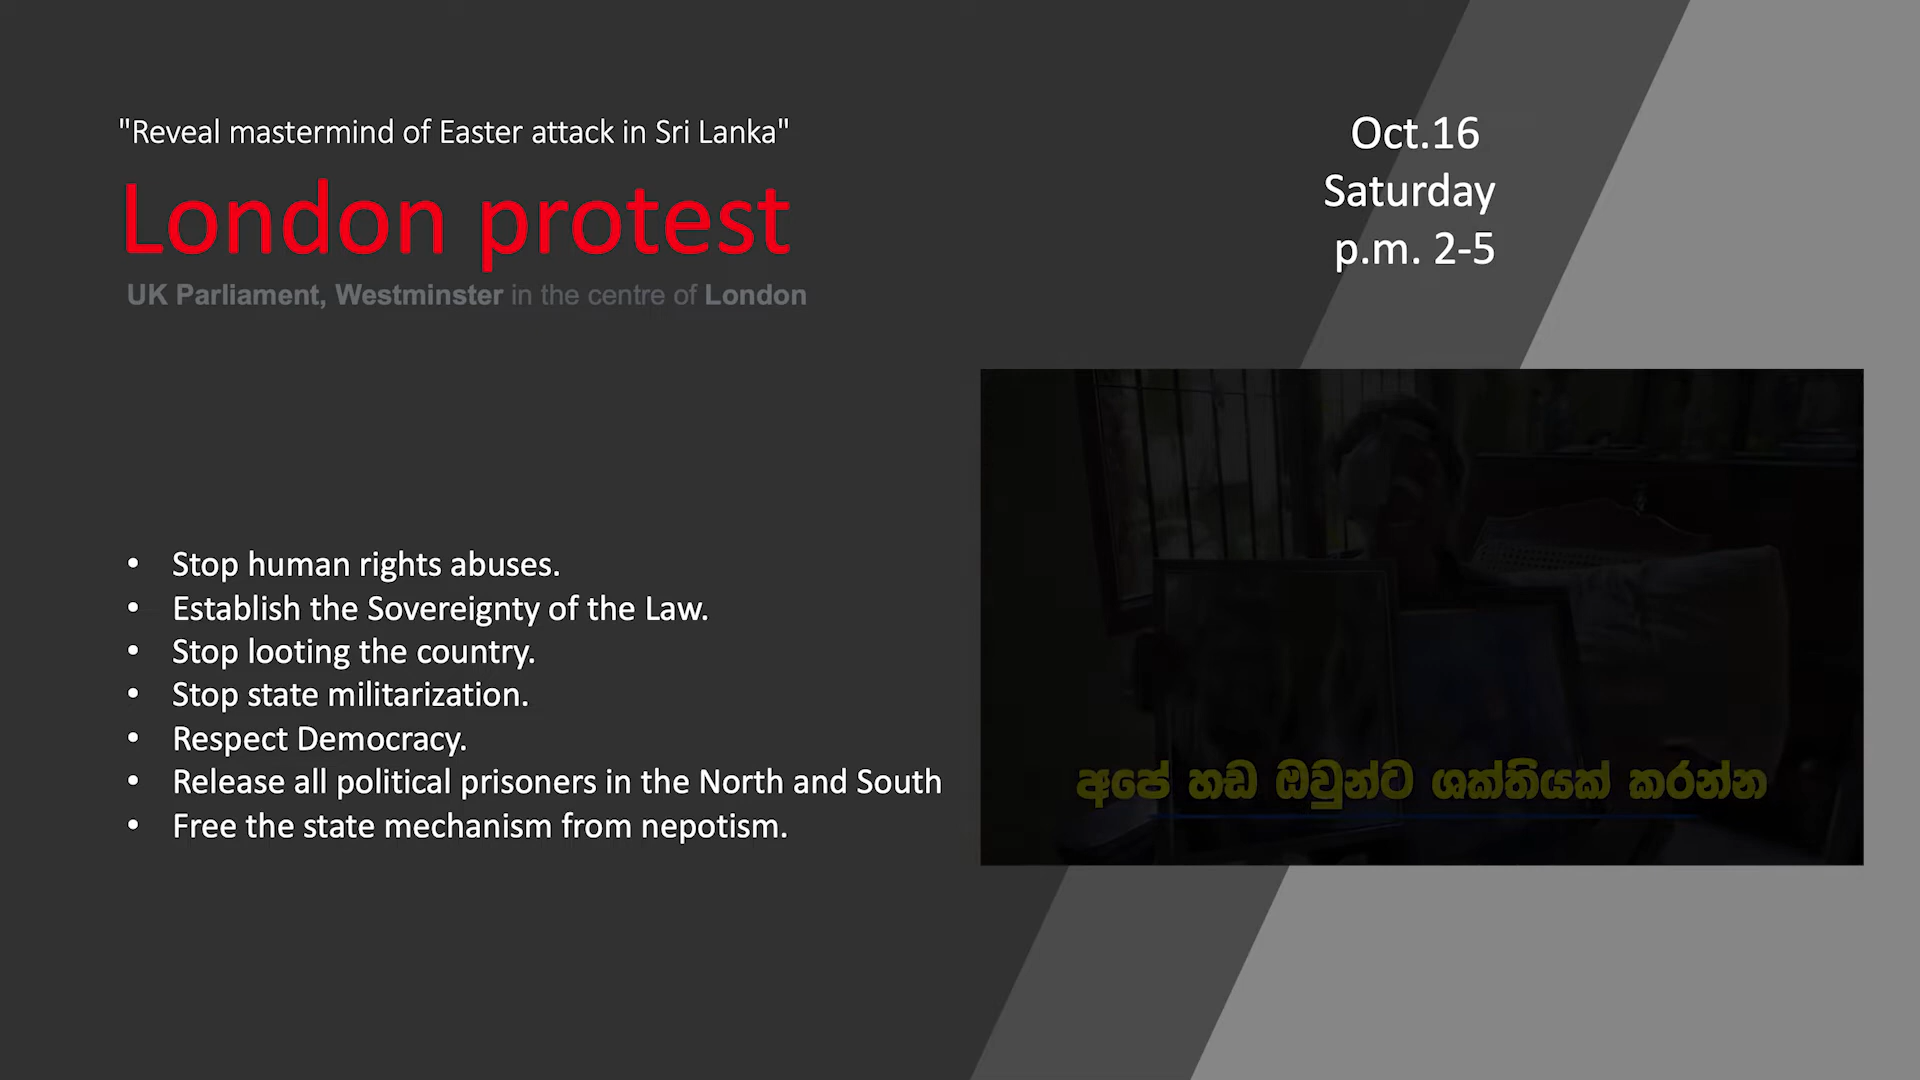 "Reveal mastermind of Easter attack in Sri Lanka"
London protest
UK Parliament, Westminster in the centre of London
Oct.16
Saturday
p.m. 2-5
• Stop human rights abuses.
• Establish the Sovereignty of the Law.
• Stop looting the country.
• Stop state militarization.
• Respect Democracy.
• Release all political prisoners in the North and South
• Free the state mechanism from nepotism.
අපේ හඩ ඔවුන්ට ශක්තියක් කරන්න